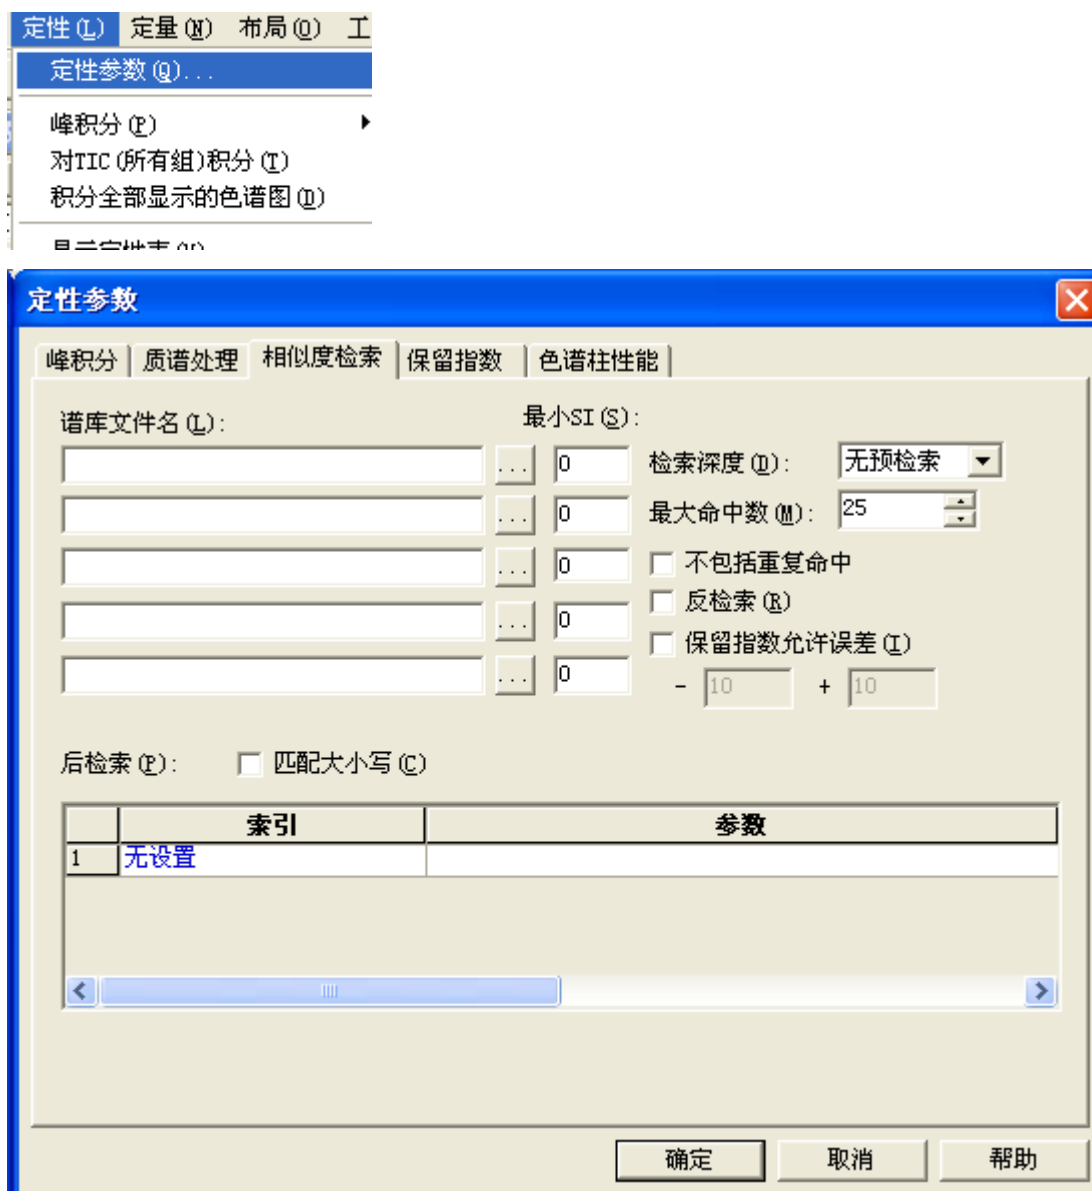 定性(L) 定量(N) 布局(O) 工
定性参数(Q)...
峰积分(P)
对TIC(所有组)积分(T)
积分全部显示的色谱图(D)
定性参数
峰积分 质谱处理 相似度检索 保留指数 色谱柱性能
谱库文件名(L): 最小SI(S):
... 0 检索深度(D): 无预检索
... 0 最大命中数(M): 25
... 0 不包括重复命中
... 0 反检索(R)
保留指数允许误差(I)
... 0 - 10 + 10
后检索(P): 匹配大小写(C)
索引 参数
1 无设置
确定 取消 帮助